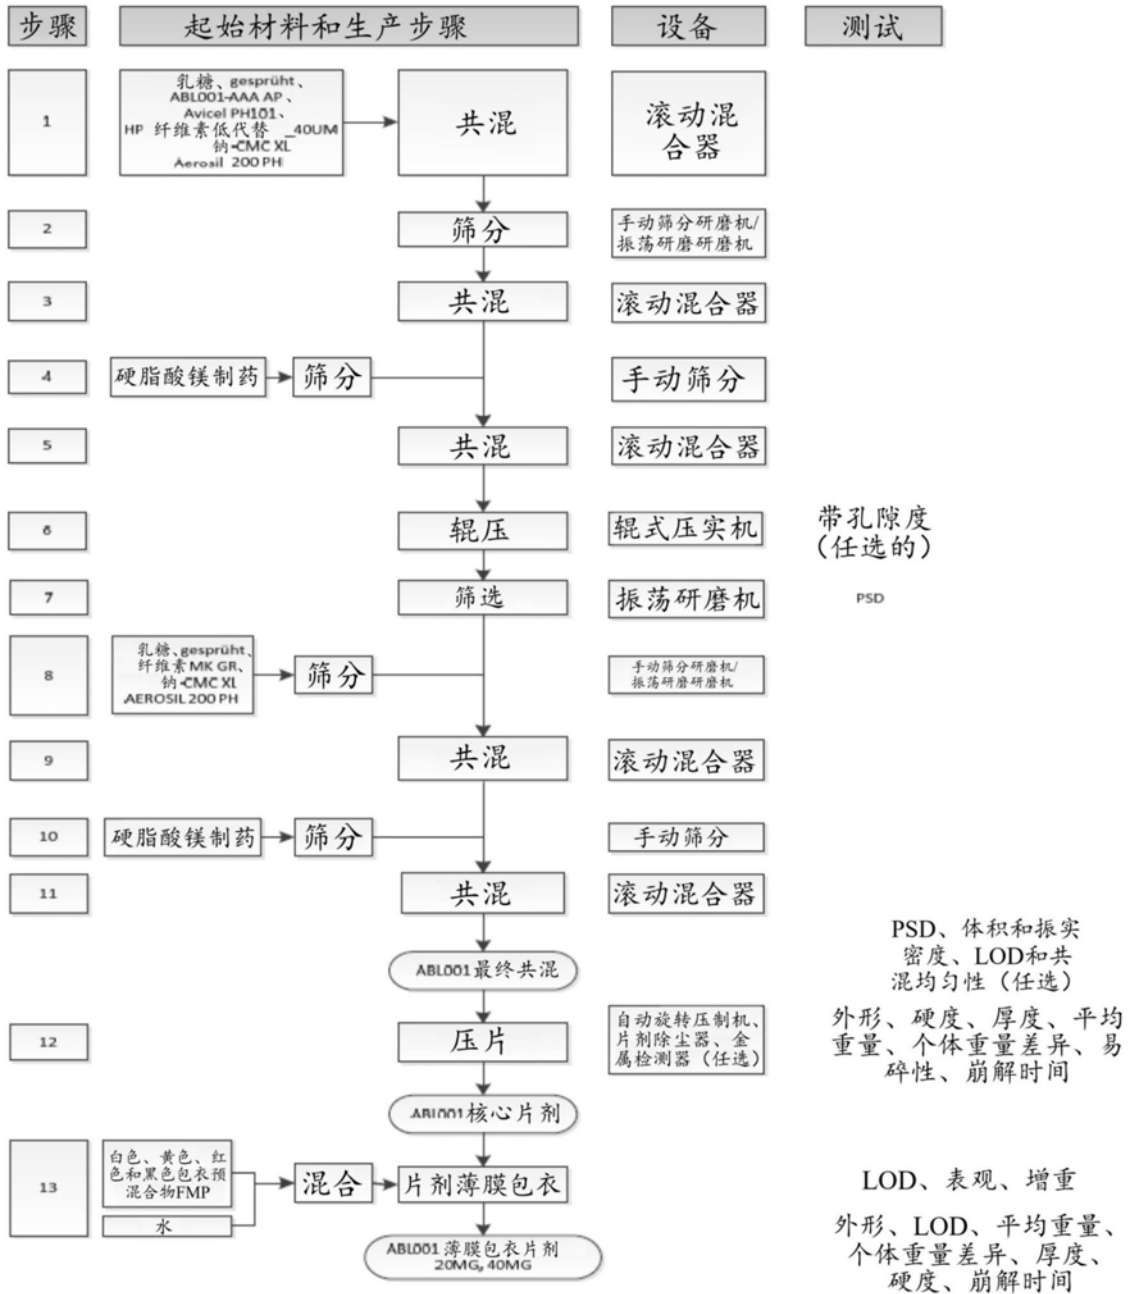 步骤
起始材料和生产步骤
设备
测试
1
乳糖、gesprüht、
ABL001-AAA AP、
Avicel PH101、
HP 纤维素低代替 _40UM
钠-CMC XL
Aerosil 200 PH
共混
滚动混
合器
2
筛分
手动筛分研磨机/
振荡研磨研磨机
3
共混
滚动混合器
4
硬脂酸镁制药
筛分
手动筛分
5
共混
滚动混合器
6
辊压
辊式压实机
带孔隙度
（任选的）
7
筛选
振荡研磨机
PSD
8
乳糖、gesprüht、
纤维素MK GR、
钠-CMC XL
AEROSIL 200 PH
筛分
手动筛分研磨机/
振荡研磨研磨机
9
共混
滚动混合器
10
硬脂酸镁制药
筛分
手动筛分
11
共混
滚动混合器
ABL001最终共混
PSD、体积和振实
密度、LOD和共
混均匀性（任选）
12
压片
自动旋转压制机、
片剂除尘器、金
属检测器（任选）
外形、硬度、厚度、平均
重量、个体重量差异、易
碎性、崩解时间
ABL001核心片剂
13
白色、黄色、红
色和黑色包衣预
混合物FMP
水
混合
片剂薄膜包衣
LOD、表观、增重
ABL001 薄膜包衣片剂
20MG, 40MG
外形、LOD、平均重量、
个体重量差异、厚度、
硬度、崩解时间